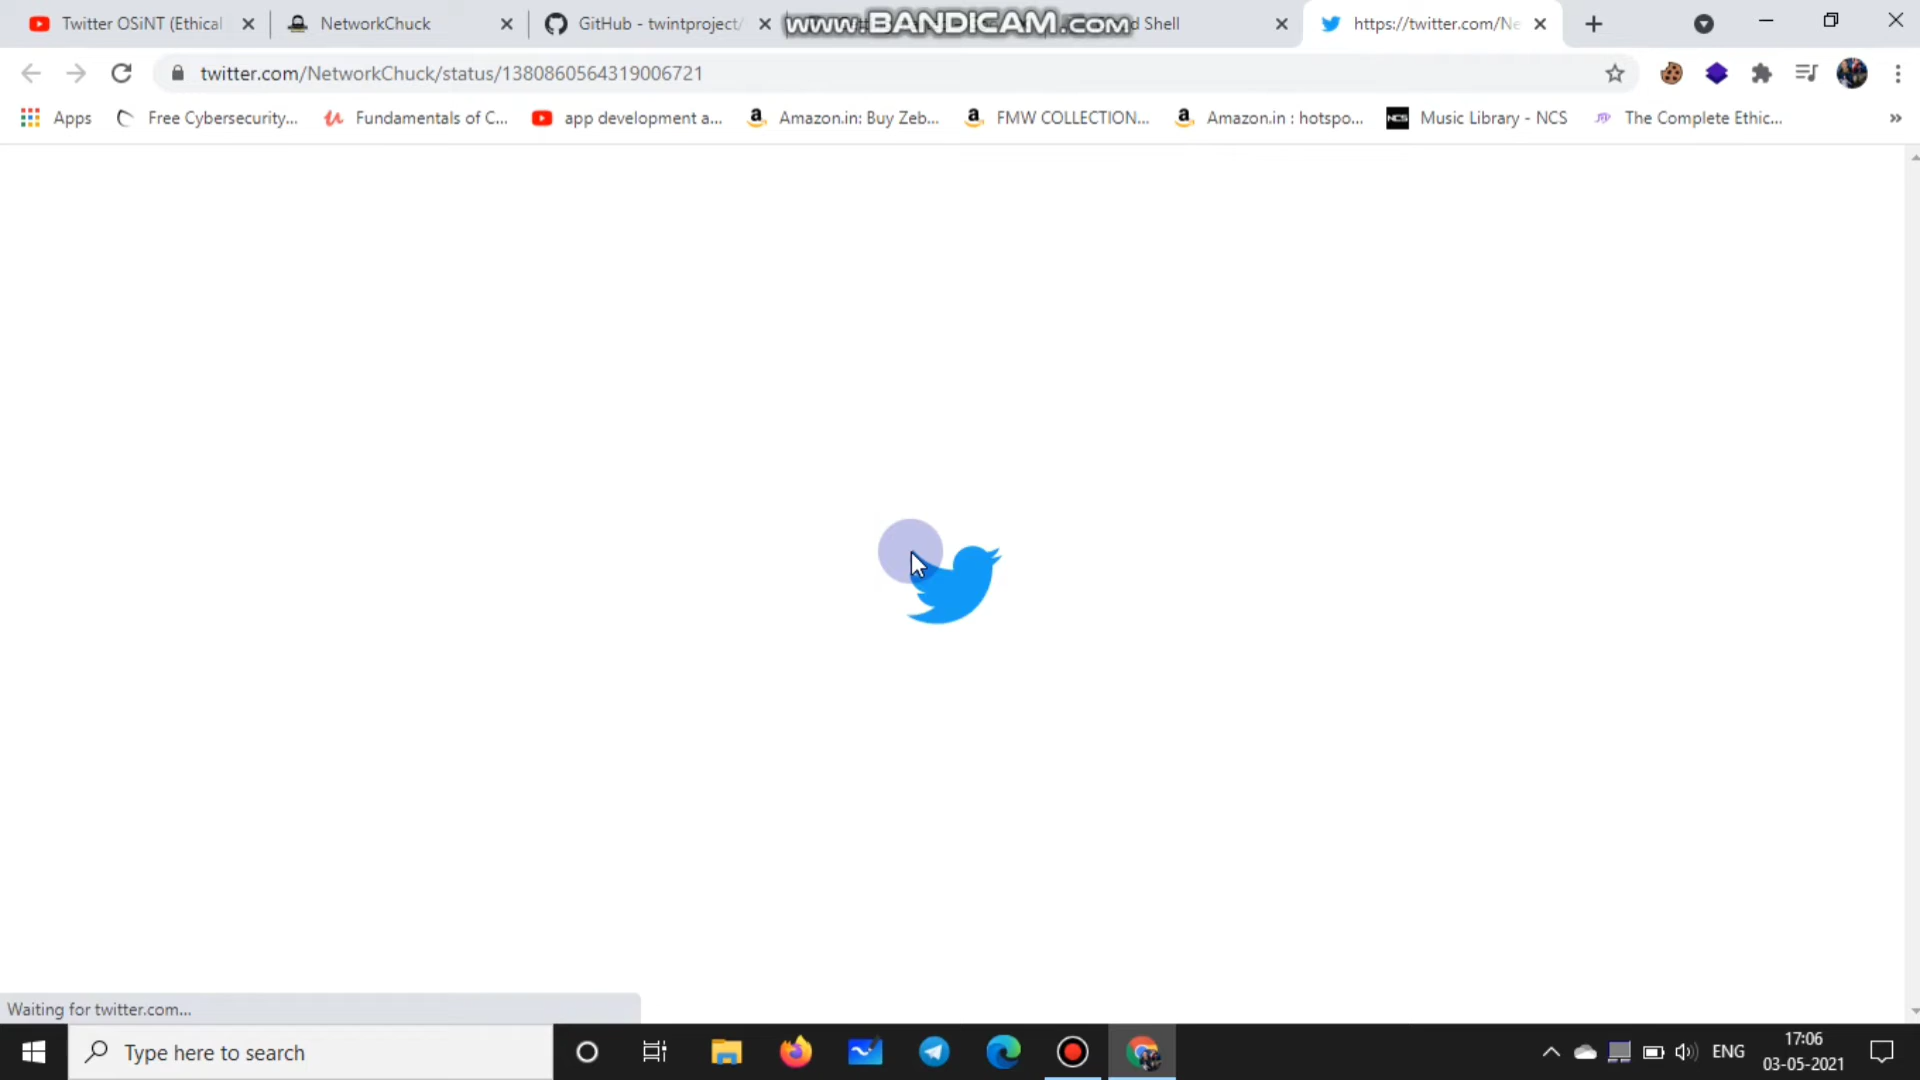 Twitter OSiNT (Ethical
NetworkChuck
GitHub - twintproject/
www.BANDICAM.com
d Shell
https://twitter.com/Ne
twitter.com/NetworkChuck/status/1380860564319006721
Apps
Free Cybersecurity...
Fundamentals of C...
app development a...
Amazon.in: Buy Zeb...
FMW COLLECTION...
Amazon.in : hotspo...
NCS
Music Library - NCS
The Complete Ethic...
»
Waiting for twitter.com...
Type here to search
ENG
17:06
03-05-2021